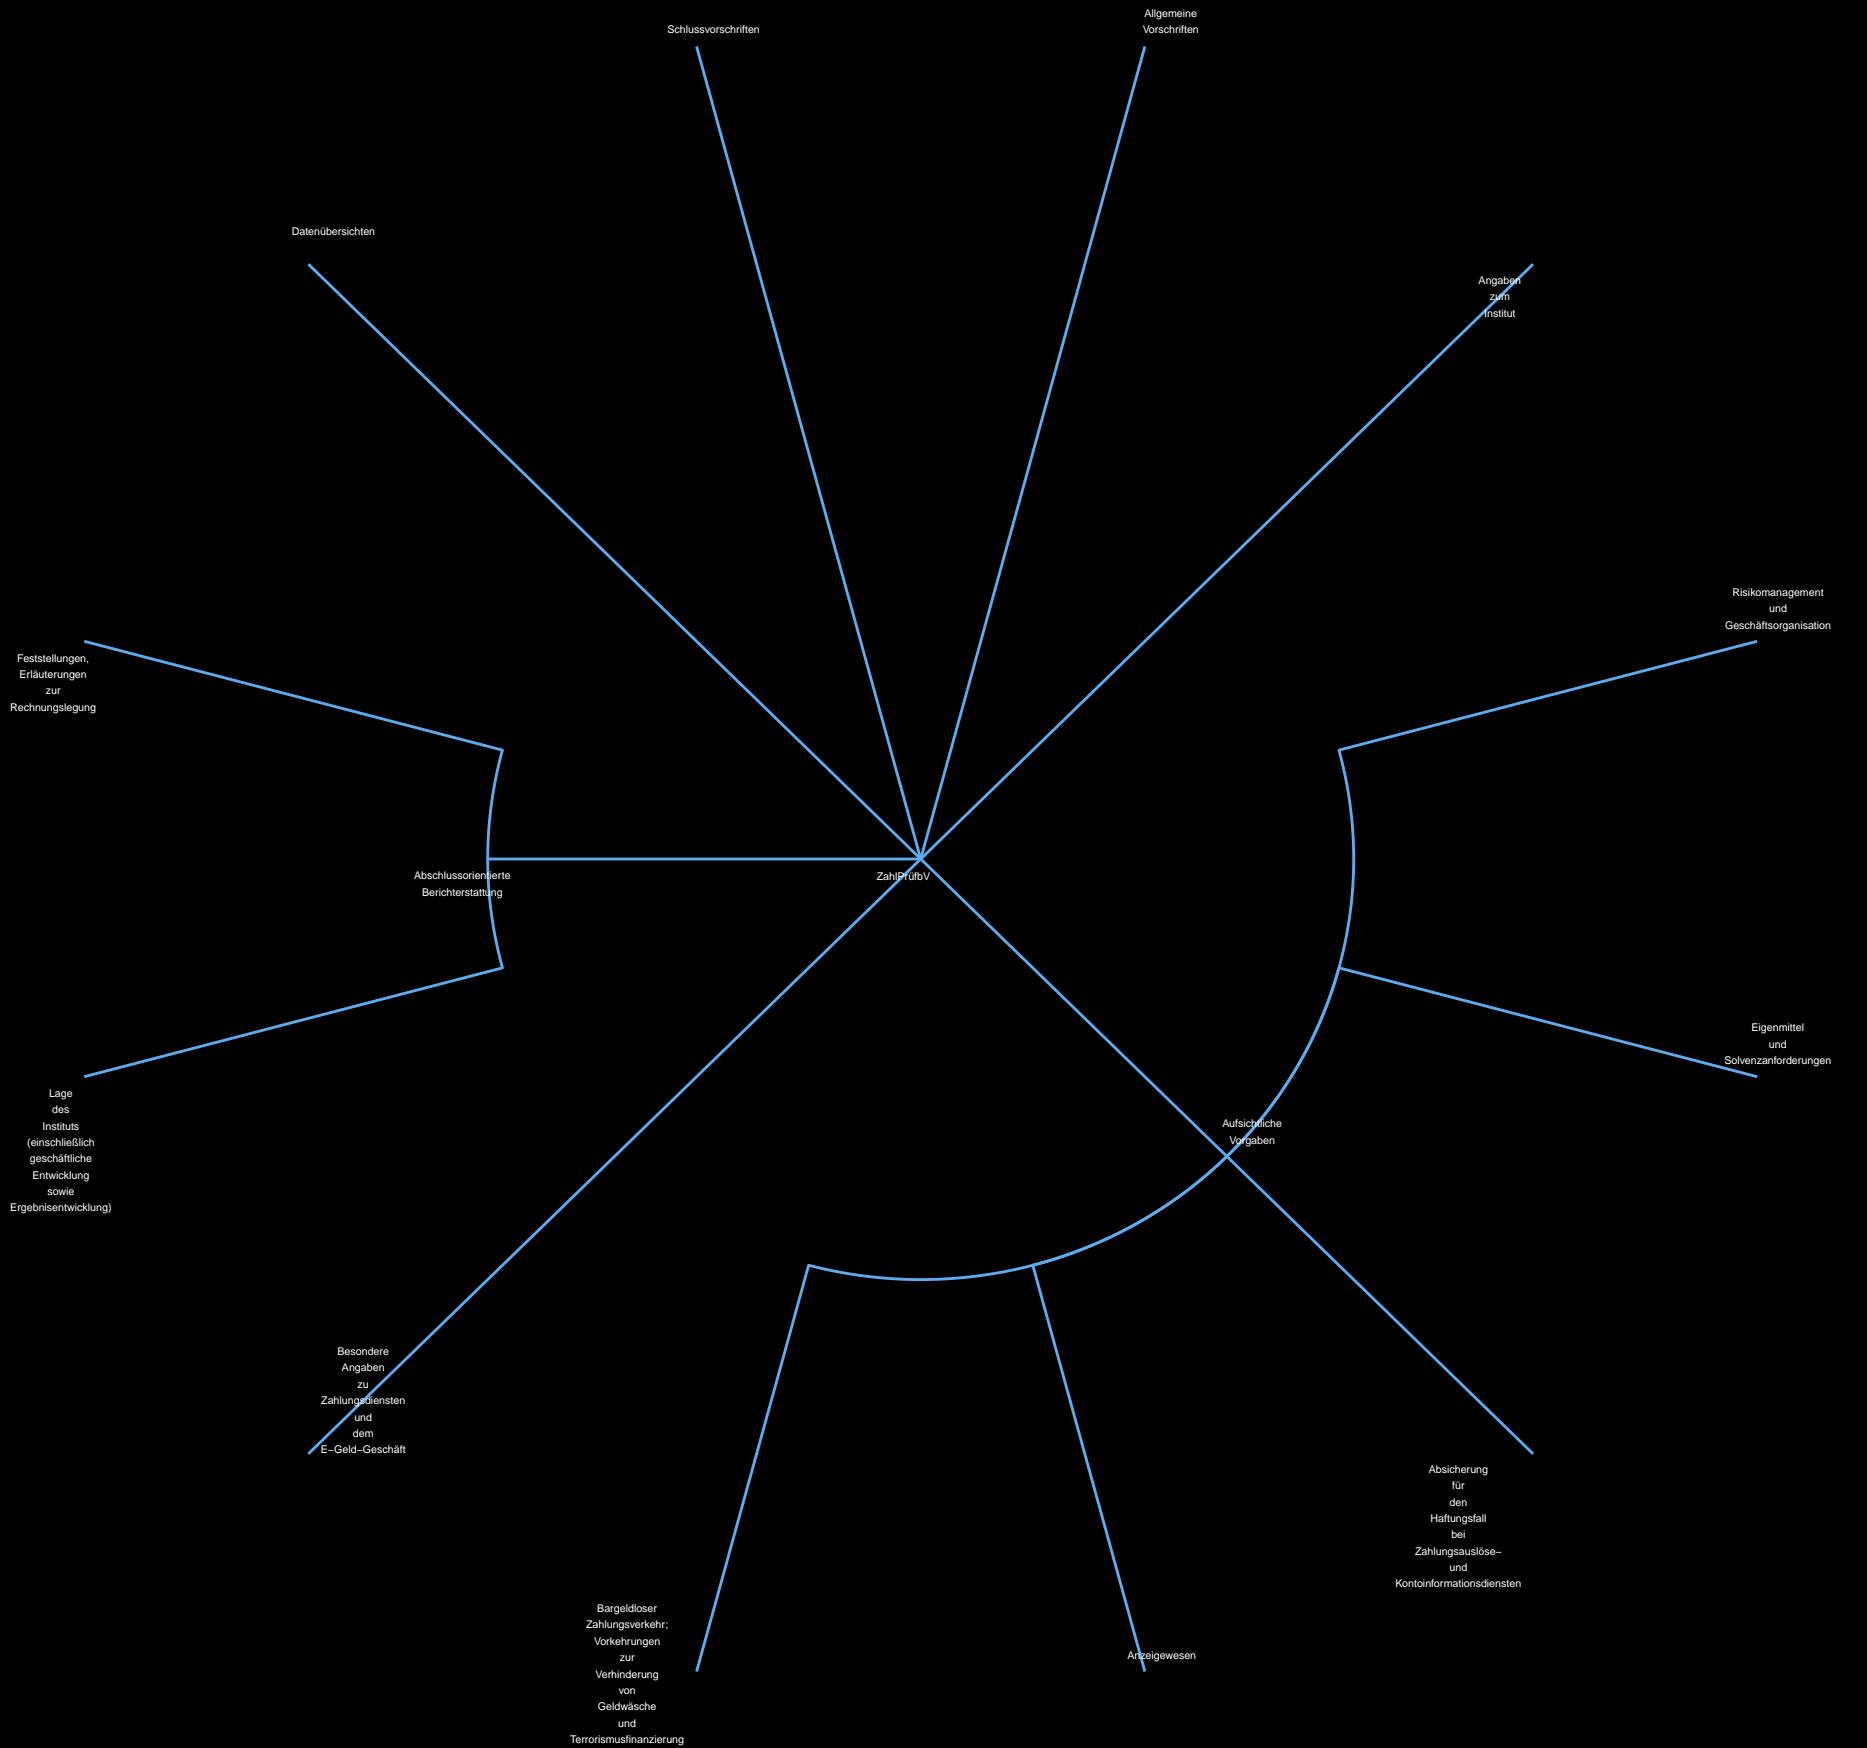 Allgemeine
Vorschriften
Schlussvorschriften
Datenübersichten
Angaben
zum
Institut
Risikomanagement
und
Geschäftsorganisation
Feststellungen,
Erläuterungen
zur
Rechnungslegung
Abschlussorientierte
Berichterstattung
ZahlPrüfbV
Eigenmittel
und
Solvenzanforderungen
Lage
des
Instituts
(einschließlich
geschäftliche
Entwicklung
sowie
Ergebnisentwicklung)
Aufsichtliche
Vorgaben
Besondere
Angaben
zu
Zahlungsdiensten
und
dem
E−Geld−Geschäft
Absicherung
für
den
Haftungsfall
bei
Zahlungsauslöse−
und
Kontoinformationsdiensten
Bargeldloser
Zahlungsverkehr;
Vorkehrungen
zur
Verhinderung
von
Geldwäsche
und
Terrorismusfinanzierung
Anzeigewesen